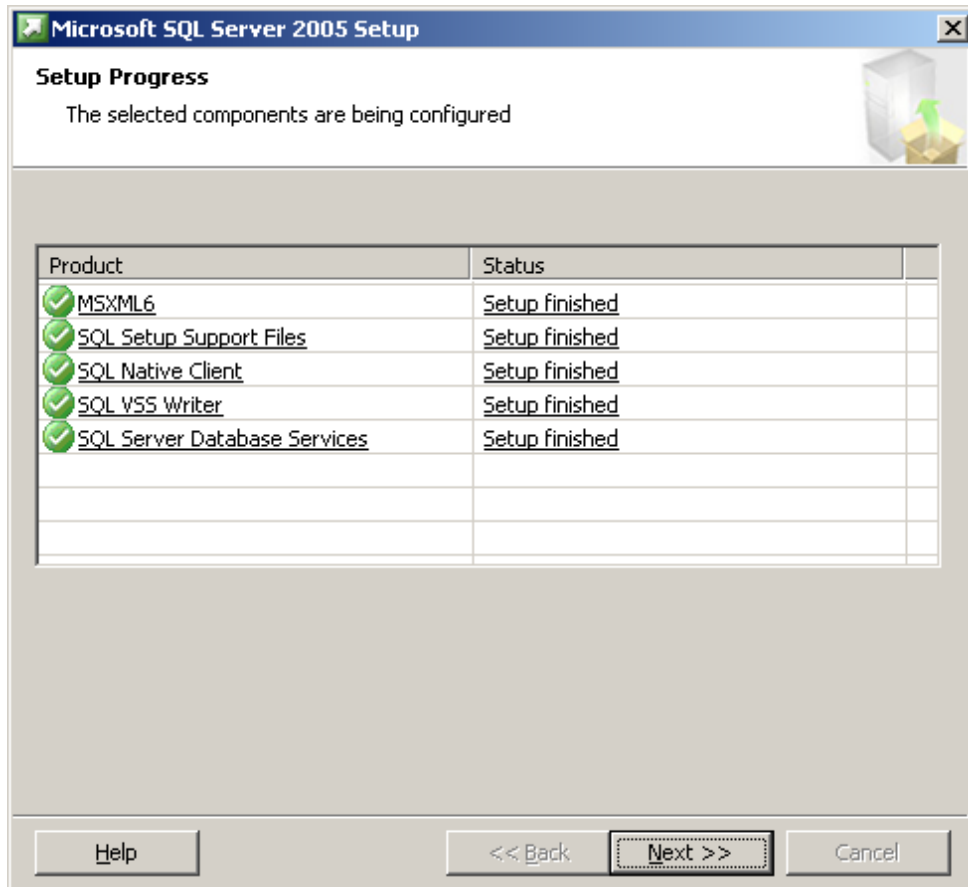 Microsoft SQL Server 2005 Setup
Setup Progress
The selected components are being configured
Product Status
MSXML6 Setup finished
SQL Setup Support Files Setup finished
SQL Native Client Setup finished
SQL VSS Writer Setup finished
SQL Server Database Services Setup finished
Help << Back Next >> Cancel